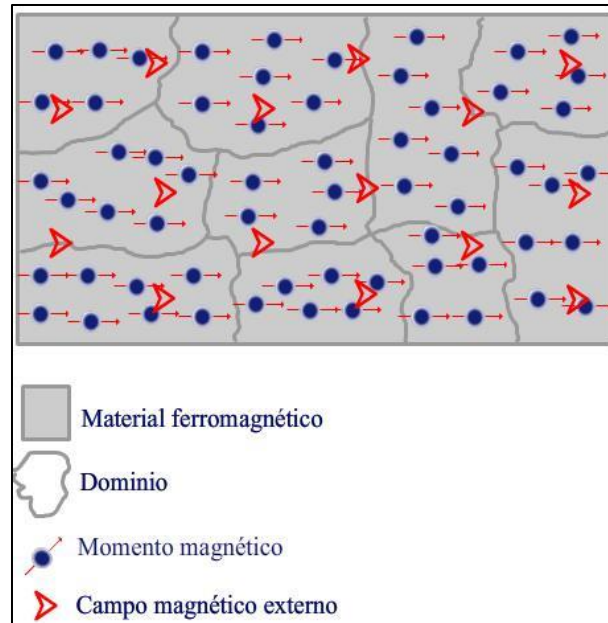 Material ferromagnético
Dominio
Momento magnético
Campo magnético externo